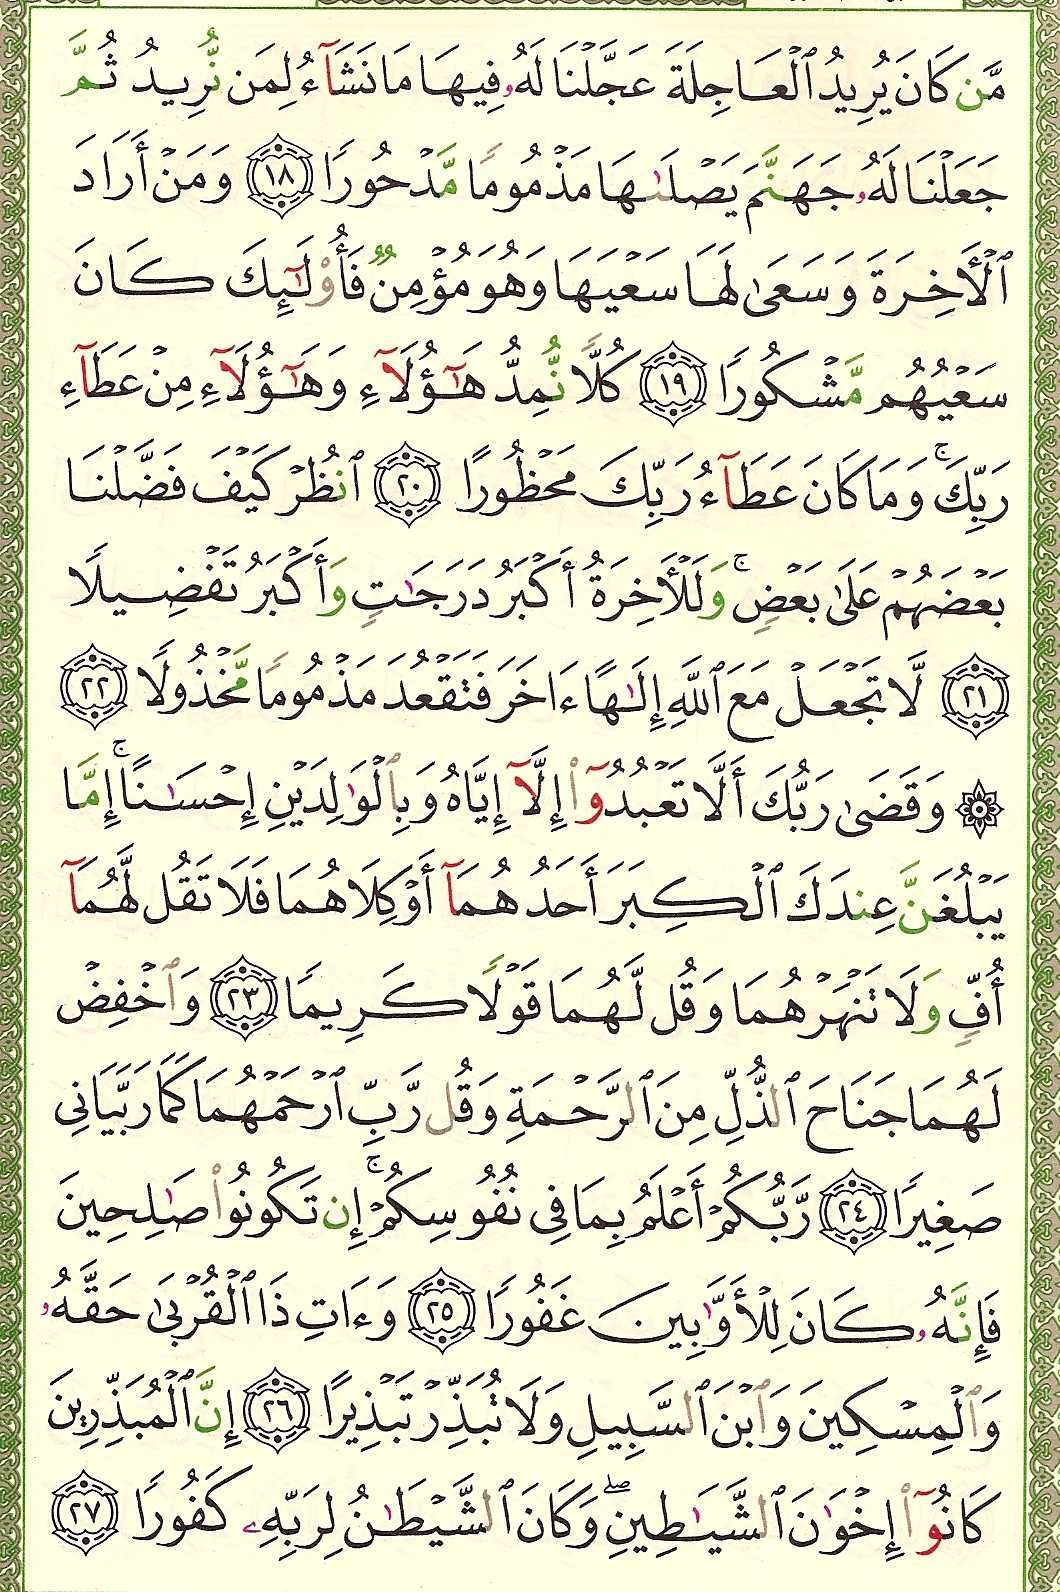 مَّن كَانَ يُرِيدُ ٱلْعَاجِلَةَ عَجَّلْنَا لَهُۥ فِيهَا مَا نَشَآءُ لِمَن نُّرِيدُ ثُمَّ
جَعَلْنَا لَهُۥ جَهَنَّمَ يَصْلَىٰهَا مَذْمُومًا مَّدْحُورًا ١٨ وَمَنْ أَرَادَ
ٱلْأَخِرَةَ وَسَعَىٰ لَهَا سَعْيَهَا وَهُوَ مُؤْمِنٌ فَأُو۟لَٰٓئِكَ كَانَ
سَعْيُهُم مَّشْكُورًا ١٩ كُلًّا نُّمِدُّ هَٰٓؤُلَآءِ وَهَٰٓؤُلَآءِ مِنْ عَطَآءِ
رَبِّكَ ۚ وَمَا كَانَ عَطَآءُ رَبِّكَ مَحْظُورًا ٢٠ ٱنظُرْ كَيْفَ فَضَّلْنَا
بَعْضَهُمْ عَلَىٰ بَعْضٍ ۚ وَلَلْأَخِرَةُ أَكْبَرُ دَرَجَٰتٍ وَأَكْبَرُ تَفْضِيلًا
٢١ لَّا تَجْعَلْ مَعَ ٱللَّهِ إِلَٰهًا ءَاخَرَ فَتَقْعُدَ مَذْمُومًا مَّخْذُولًا ٢٢
۞ وَقَضَىٰ رَبُّكَ أَلَّا تَعْبُدُوٓا۟ إِلَّآ إِيَّاهُ وَبِٱلْوَٰلِدَيْنِ إِحْسَٰنًا ۚ إِمَّا
يَبْلُغَنَّ عِندَكَ ٱلْكِبَرَ أَحَدُهُمَآ أَوْ كِلَاهُمَا فَلَا تَقُل لَّهُمَآ
أُفٍّ وَلَا تَنْهَرْهُمَا وَقُل لَّهُمَا قَوْلًا كَرِيمًا ٢٣ وَٱخْفِضْ
لَهُمَا جَنَاحَ ٱلذُّلِّ مِنَ ٱلرَّحْمَةِ وَقُل رَّبِّ ٱرْحَمْهُمَا كَمَا رَبَّيَانِى
صَغِيرًا ٢٤ رَّبُّكُمْ أَعْلَمُ بِمَا فِى نُفُوسِكُمْ ۚ إِن تَكُونُوا۟ صَٰلِحِينَ
فَإِنَّهُۥ كَانَ لِلْأَوَّٰبِينَ غَفُورًا ٢٥ وَءَاتِ ذَا ٱلْقُرْبَىٰ حَقَّهُۥ
وَٱلْمِسْكِينَ وَٱبْنَ ٱلسَّبِيلِ وَلَا تُبَذِّرْ تَبْذِيرًا ٢٦ إِنَّ ٱلْمُبَذِّرِينَ
كَانُوٓا۟ إِخْوَٰنَ ٱلشَّيَٰطِينِ ۖ وَكَانَ ٱلشَّيْطَٰنُ لِرَبِّهِۦ كَفُورًا ٢٧